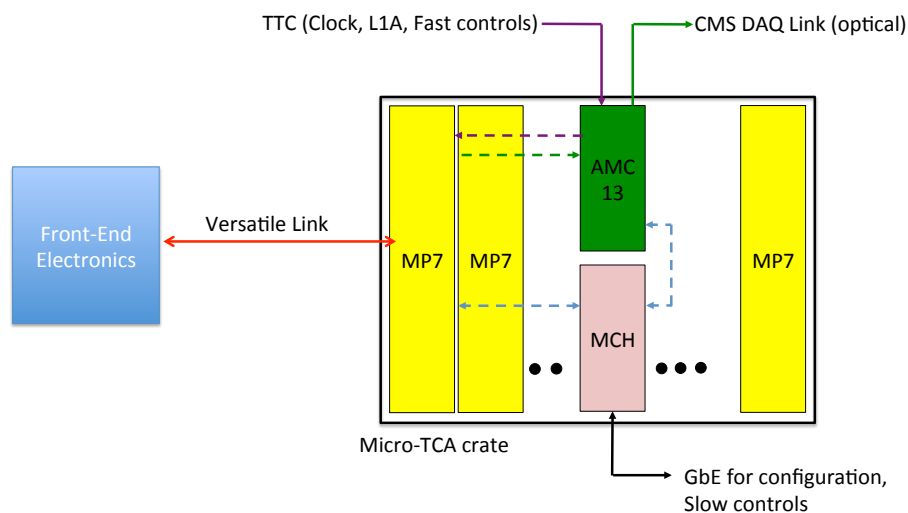 TTC (Clock, L1A, Fast controls)
CMS DAQ Link (optical)
AMC
13
Front-End
Electronics
Versatile Link
MP7
MP7
MP7
MCH
Micro-TCA crate
GbE for configuration,
Slow controls